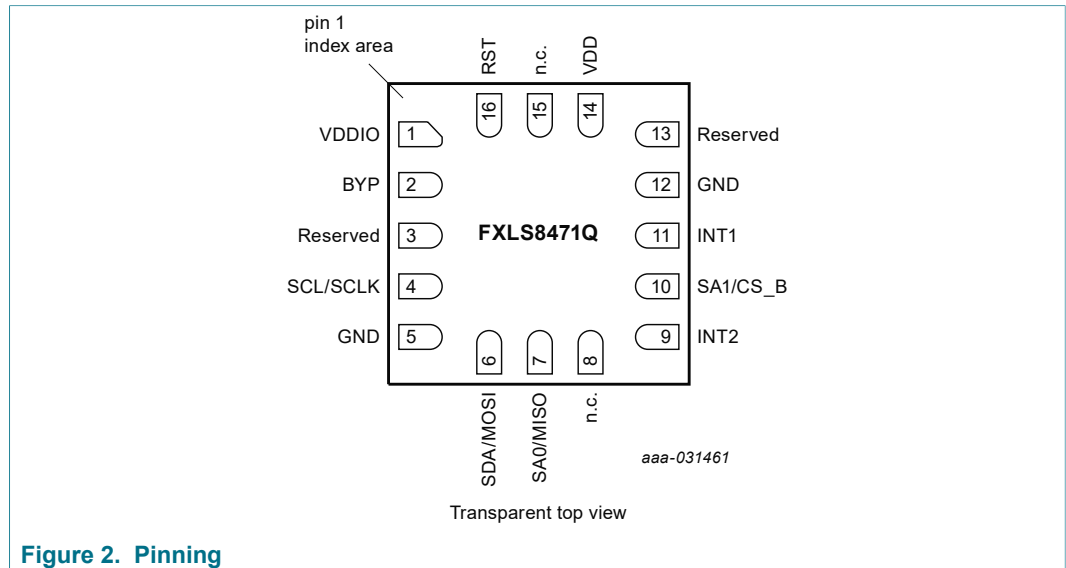 pin 1
index area
RST
n.c.
VDD
16
15
14
VDDIO 1
13 Reserved
BYP 2
12 GND
Reserved 3
FXLS8471Q
11 INT1
SCL/SCLK 4
10 SA1/CS_B
GND 5
9 INT2
6
7
8
SDA/MOSI
SA0/MISO
n.c.
aaa-031461
Transparent top view
Figure 2. Pinning